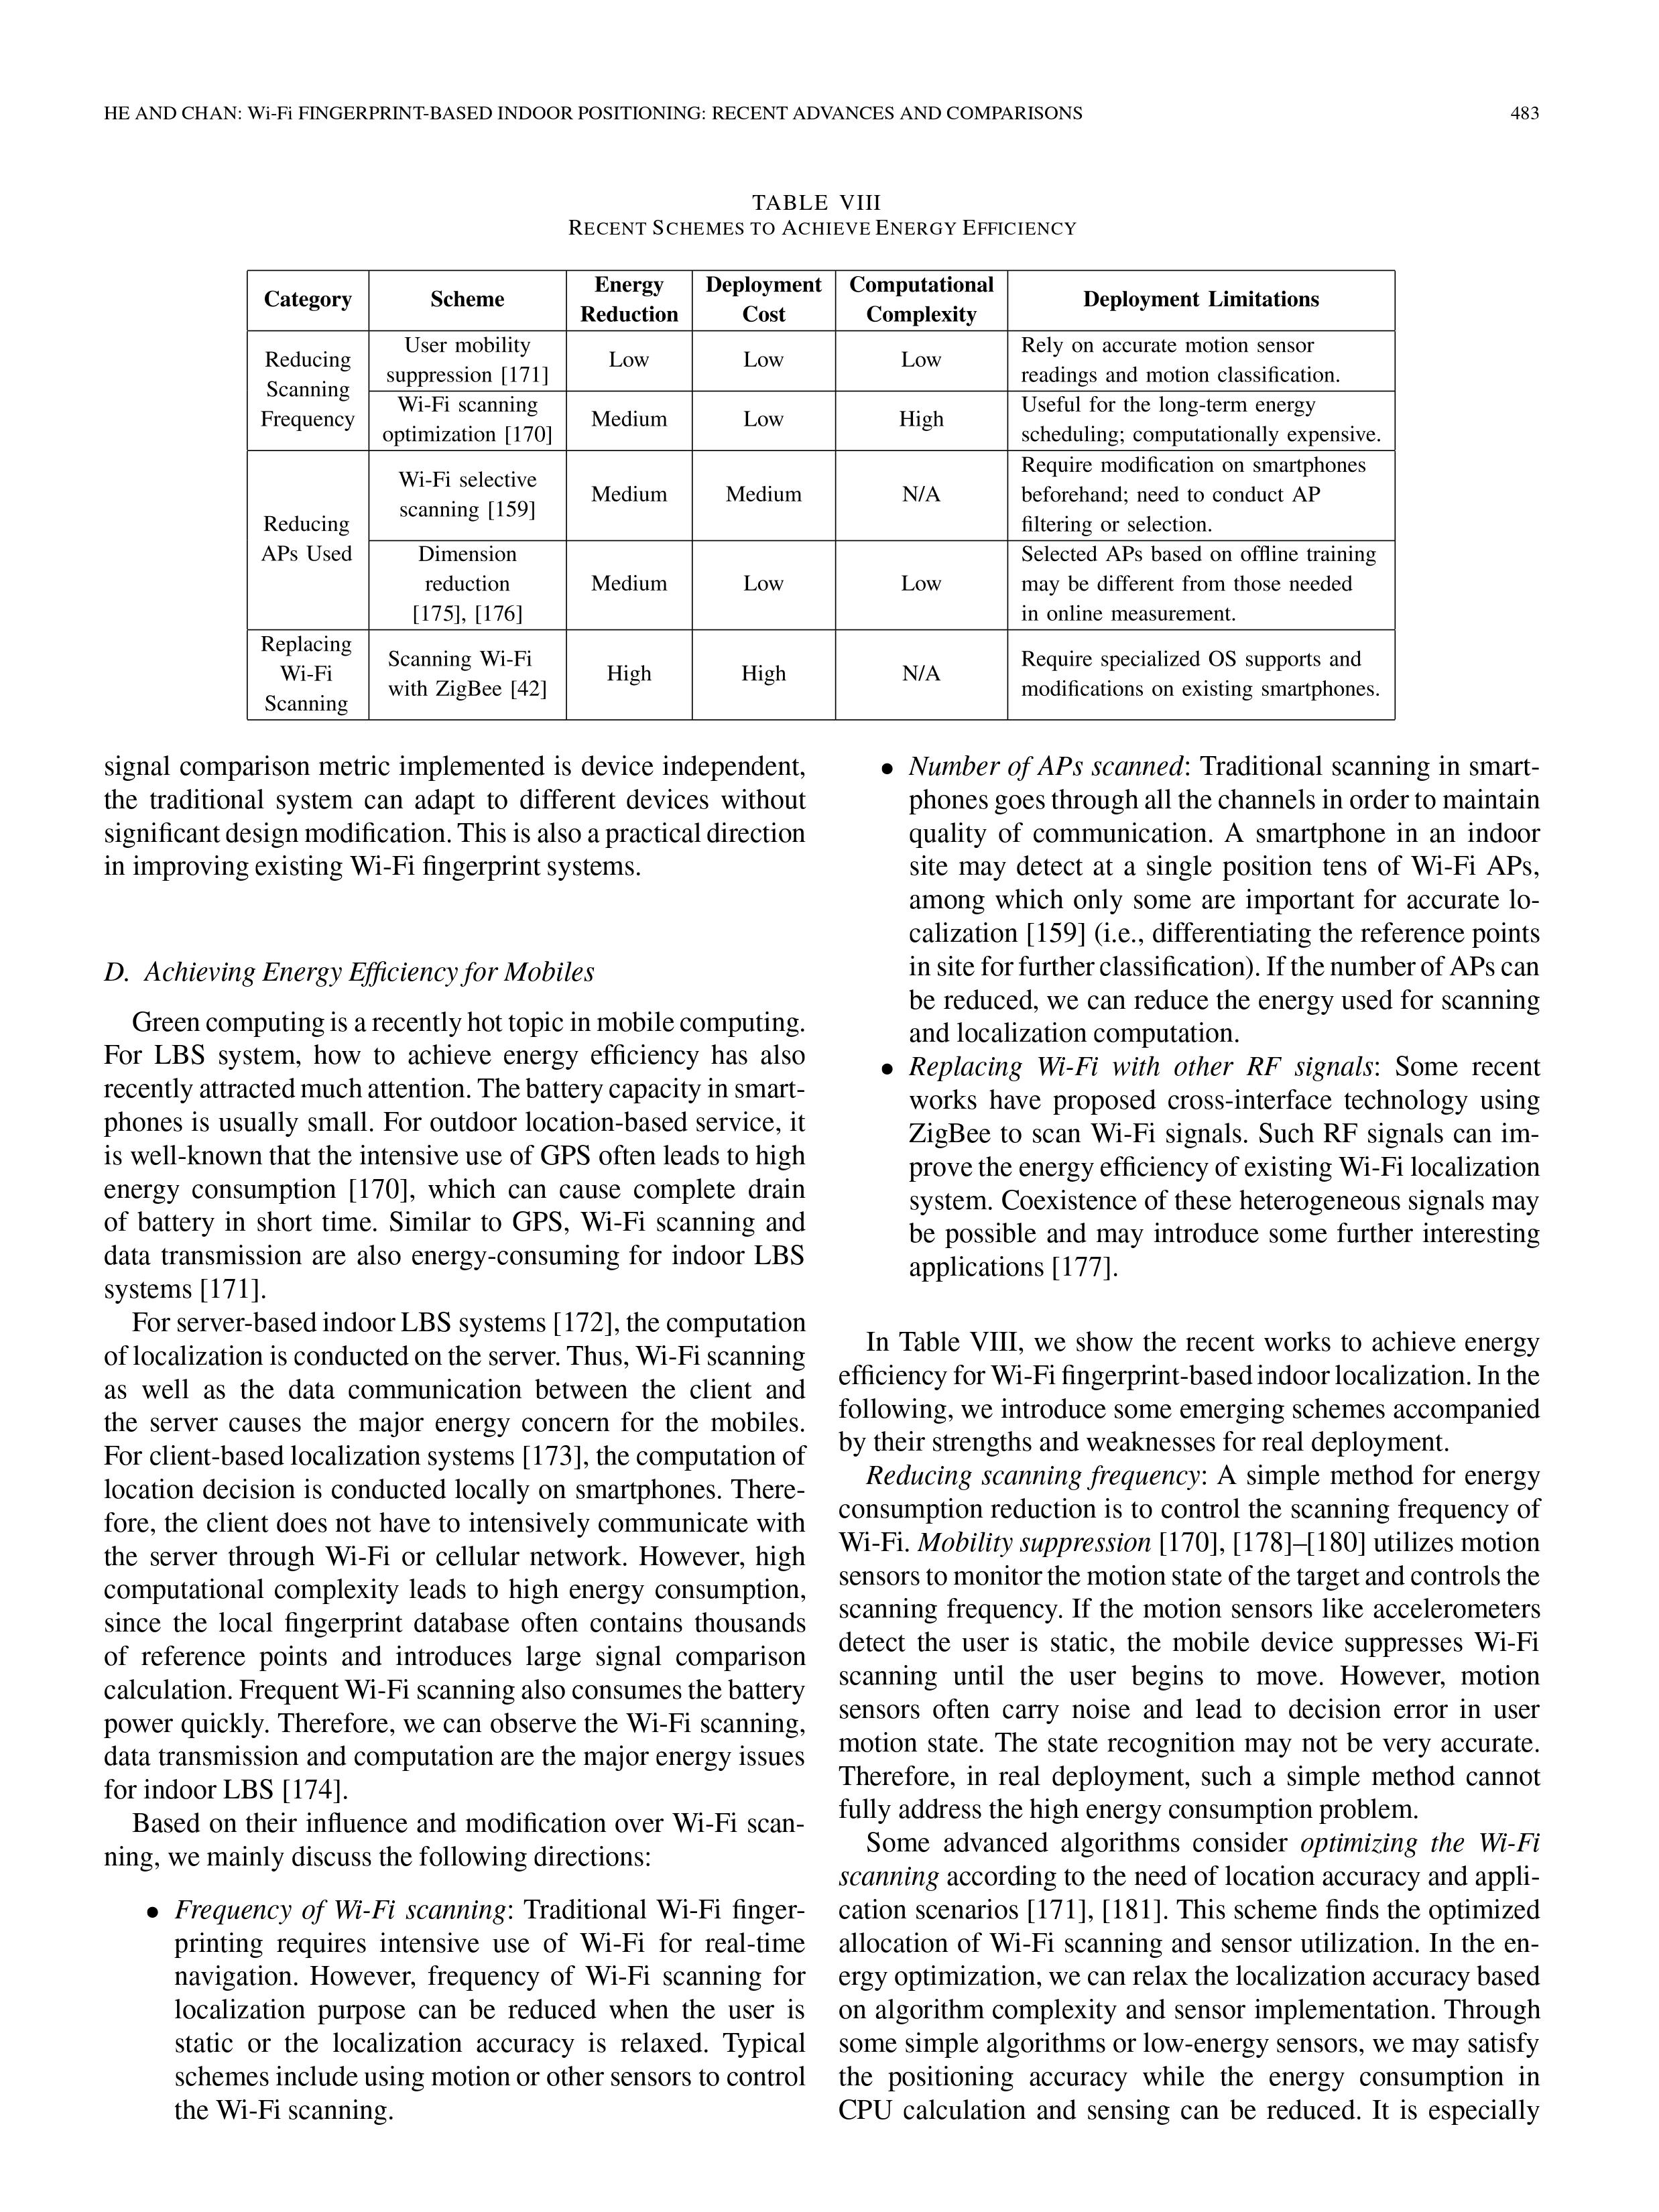 HE AND CHAN: Wi-Fi FINGERPRINT-BASED INDOOR POSITIONING: RECENT ADVANCES AND COMPARISONS 483
TABLE VIII
RECENT SCHEMES TO ACHIEVE ENERGY EFFICIENCY
Category Scheme Energy Reduction Deployment Cost Computational Complexity Deployment Limitations
Reducing Scanning Frequency
User mobility suppression [171] Low Low Low Rely on accurate motion sensor readings and motion classification.
Wi-Fi scanning optimization [170] Medium Low High Useful for the long-term energy scheduling; computationally expensive.
Reducing APs Used
Wi-Fi selective scanning [159] Medium Medium N/A Require modification on smartphones beforehand; need to conduct AP filtering or selection.
Dimension reduction [175], [176] Medium Low Low Selected APs based on offline training may be different from those needed in online measurement.
Replacing Wi-Fi Scanning
Scanning Wi-Fi with ZigBee [42] High High N/A Require specialized OS supports and modifications on existing smartphones.
signal comparison metric implemented is device independent,
the traditional system can adapt to different devices without
significant design modification. This is also a practical direction
in improving existing Wi-Fi fingerprint systems.
D. Achieving Energy Efficiency for Mobiles
Green computing is a recently hot topic in mobile computing.
For LBS system, how to achieve energy efficiency has also
recently attracted much attention. The battery capacity in smart-
phones is usually small. For outdoor location-based service, it
is well-known that the intensive use of GPS often leads to high
energy consumption [170], which can cause complete drain
of battery in short time. Similar to GPS, Wi-Fi scanning and
data transmission are also energy-consuming for indoor LBS
systems [171].
For server-based indoor LBS systems [172], the computation
of localization is conducted on the server. Thus, Wi-Fi scanning
as well as the data communication between the client and
the server causes the major energy concern for the mobiles.
For client-based localization systems [173], the computation of
location decision is conducted locally on smartphones. There-
fore, the client does not have to intensively communicate with
the server through Wi-Fi or cellular network. However, high
computational complexity leads to high energy consumption,
since the local fingerprint database often contains thousands
of reference points and introduces large signal comparison
calculation. Frequent Wi-Fi scanning also consumes the battery
power quickly. Therefore, we can observe the Wi-Fi scanning,
data transmission and computation are the major energy issues
for indoor LBS [174].
Based on their influence and modification over Wi-Fi scan-
ning, we mainly discuss the following directions:
• Frequency of Wi-Fi scanning: Traditional Wi-Fi finger-
printing requires intensive use of Wi-Fi for real-time
navigation. However, frequency of Wi-Fi scanning for
localization purpose can be reduced when the user is
static or the localization accuracy is relaxed. Typical
schemes include using motion or other sensors to control
the Wi-Fi scanning.
• Number of APs scanned: Traditional scanning in smart-
phones goes through all the channels in order to maintain
quality of communication. A smartphone in an indoor
site may detect at a single position tens of Wi-Fi APs,
among which only some are important for accurate lo-
calization [159] (i.e., differentiating the reference points
in site for further classification). If the number of APs can
be reduced, we can reduce the energy used for scanning
and localization computation.
• Replacing Wi-Fi with other RF signals: Some recent
works have proposed cross-interface technology using
ZigBee to scan Wi-Fi signals. Such RF signals can im-
prove the energy efficiency of existing Wi-Fi localization
system. Coexistence of these heterogeneous signals may
be possible and may introduce some further interesting
applications [177].
In Table VIII, we show the recent works to achieve energy
efficiency for Wi-Fi fingerprint-based indoor localization. In the
following, we introduce some emerging schemes accompanied
by their strengths and weaknesses for real deployment.
Reducing scanning frequency: A simple method for energy
consumption reduction is to control the scanning frequency of
Wi-Fi. Mobility suppression [170], [178]–[180] utilizes motion
sensors to monitor the motion state of the target and controls the
scanning frequency. If the motion sensors like accelerometers
detect the user is static, the mobile device suppresses Wi-Fi
scanning until the user begins to move. However, motion
sensors often carry noise and lead to decision error in user
motion state. The state recognition may not be very accurate.
Therefore, in real deployment, such a simple method cannot
fully address the high energy consumption problem.
Some advanced algorithms consider optimizing the Wi-Fi
scanning according to the need of location accuracy and appli-
cation scenarios [171], [181]. This scheme finds the optimized
allocation of Wi-Fi scanning and sensor utilization. In the en-
ergy optimization, we can relax the localization accuracy based
on algorithm complexity and sensor implementation. Through
some simple algorithms or low-energy sensors, we may satisfy
the positioning accuracy while the energy consumption in
CPU calculation and sensing can be reduced. It is especially